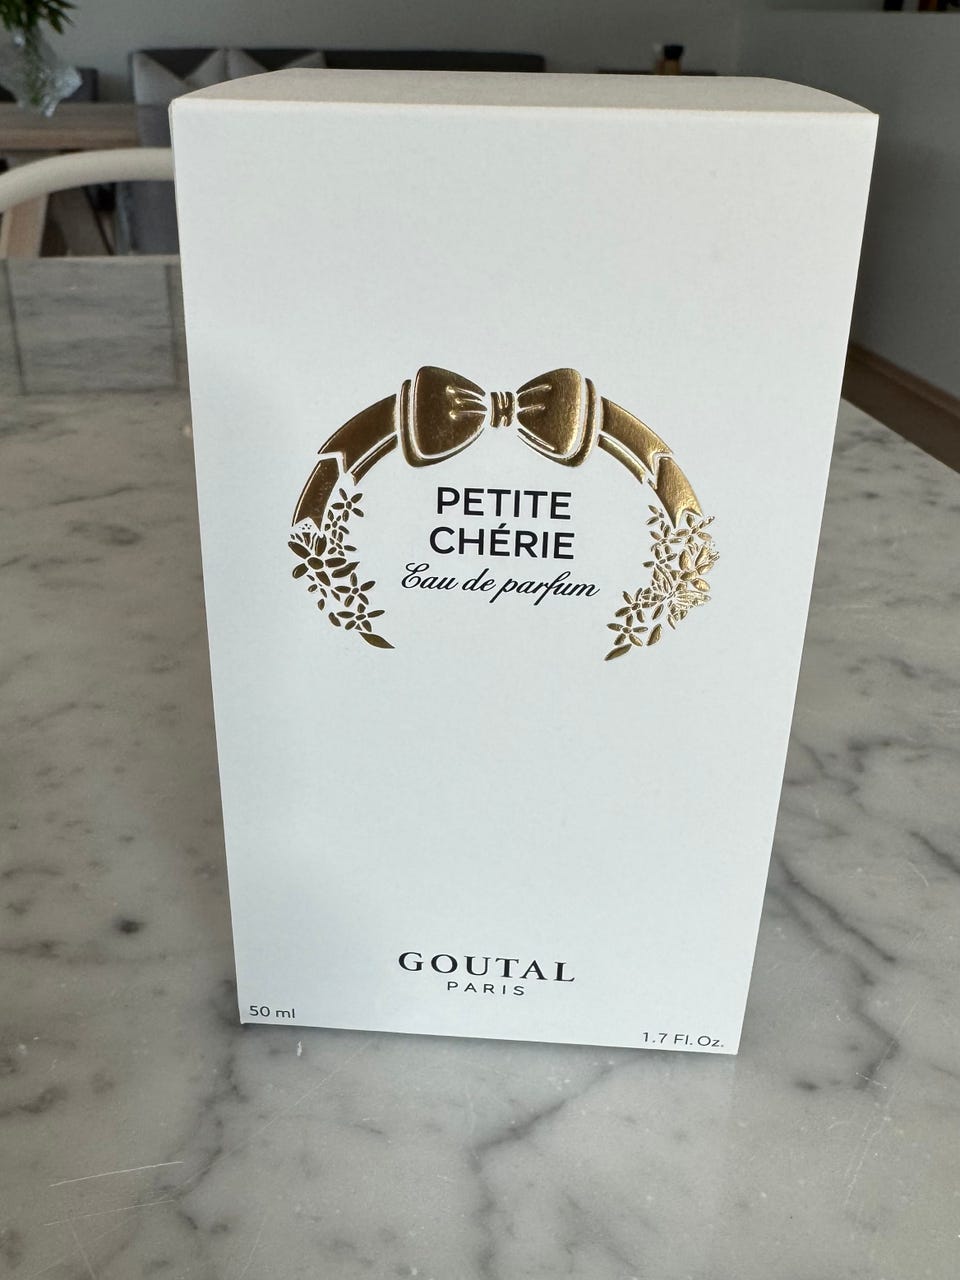 PETITE
CHÉRIE
Eau de parfum
GOUTAL
PARIS
50 ml
1.7 Fl. Oz.